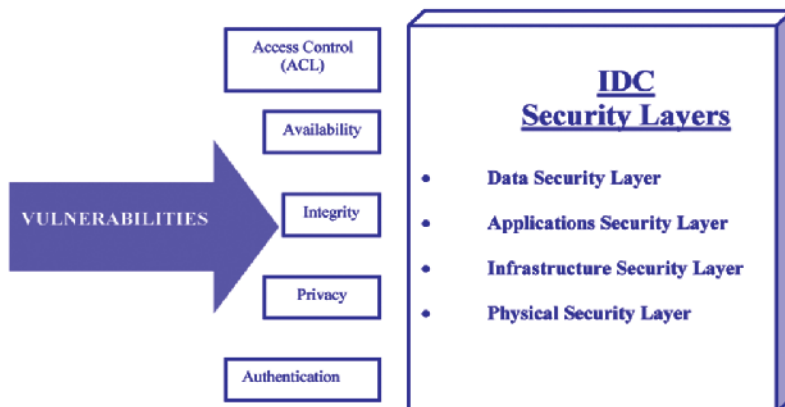 Access Control
(ACL)
Availability
VULNERABILITIES
Integrity
Privacy
Authentication
IDC
Security Layers
• Data Security Layer
• Applications Security Layer
• Infrastructure Security Layer
• Physical Security Layer